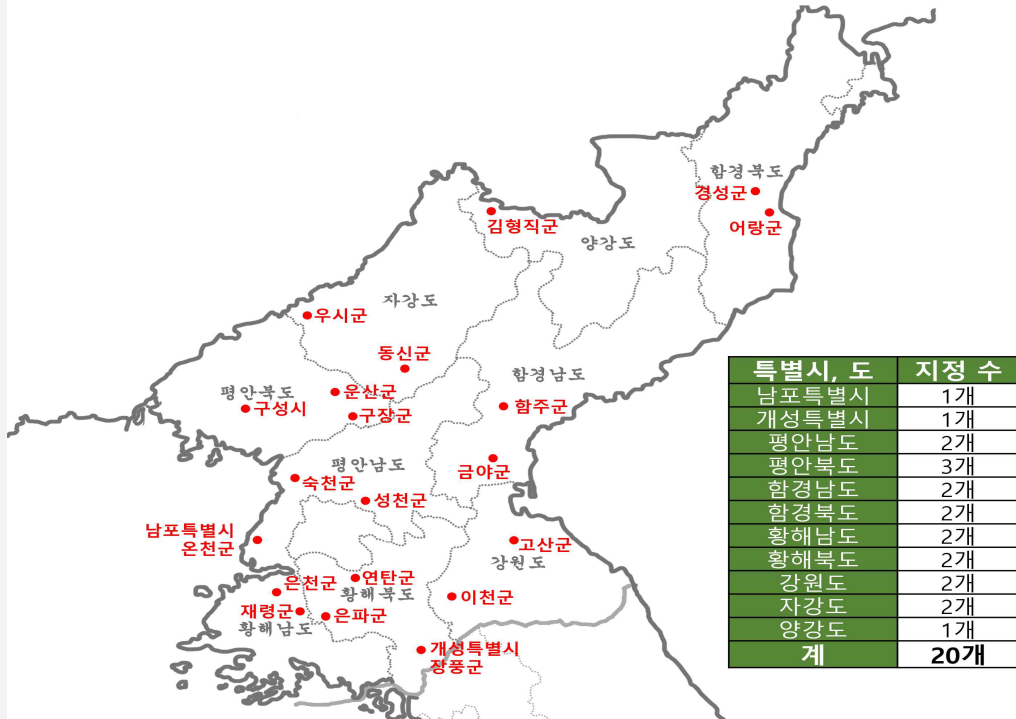 함경북도
경성군
어랑군
김형직군
양강도
자강도
우시군
동신군
함경남도
평안북도
운산군
구성시
구장군
함주군
평안남도
숙천군
성천군
금야군
남포특별시
온천군
고산군
강원도
은천군
연탄군
황해북도
이천군
재령군
은파군
황해남도
개성특별시
장풍군
특별시, 도 지정 수
남포특별시 1개
개성특별시 1개
평안남도 2개
평안북도 3개
함경남도 2개
함경북도 2개
황해남도 2개
황해북도 2개
강원도 2개
자강도 2개
양강도 1개
계 20개